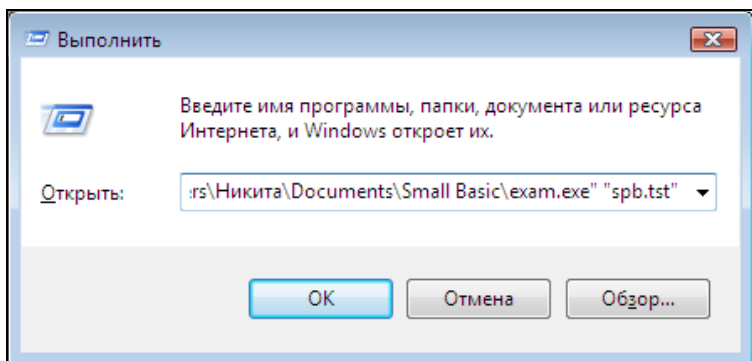 Выполнить
Введите имя программы, папки, документа или ресурса
Интернета, и Windows откроет их.
Открыть: :rs\Никита\Documents\Small Basic\exam.exe" "spb.tst"
ОК Отмена Обзор...